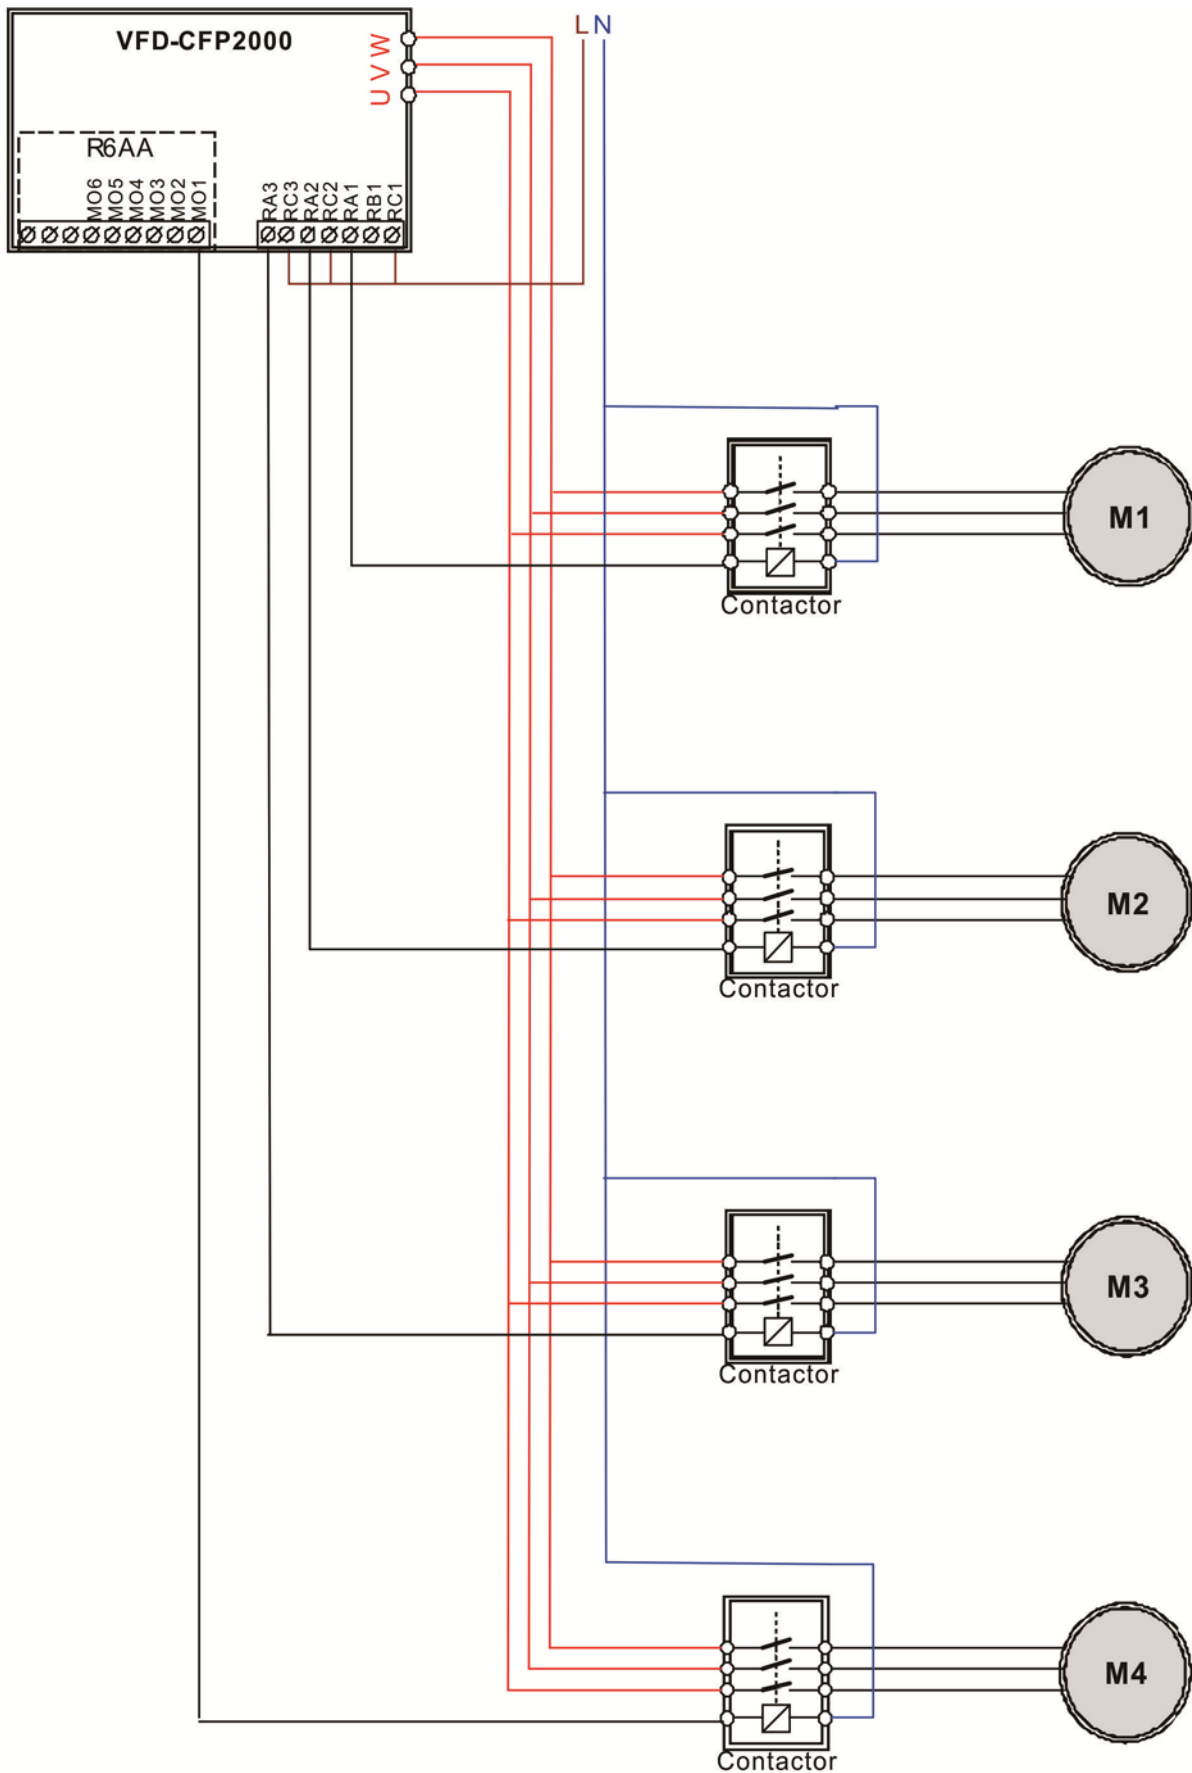 VFD-CFP2000
L N
W
V
U
R6AA
MO6
MO5
MO4
MO3
MO2
MO1
RA3
RC3
RA2
RC2
RA1
RB1
RC1
M1
Contactor
M2
Contactor
M3
Contactor
M4
Contactor